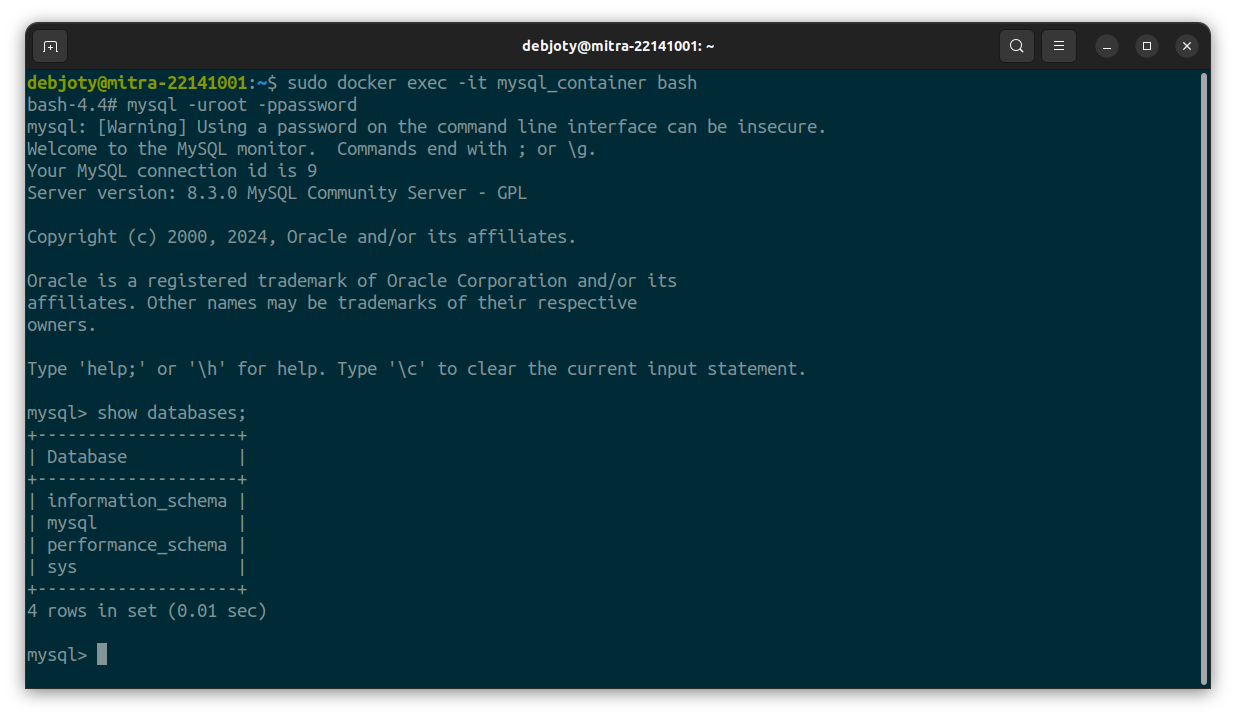 debjoty@mitra-22141001: ~
debjoty@mitra-22141001:~$ sudo docker exec -it mysql_container bash
bash-4.4# mysql -uroot -ppassword
mysql: [Warning] Using a password on the command line interface can be insecure.
Welcome to the MySQL monitor.  Commands end with ; or \g.
Your MySQL connection id is 9
Server version: 8.3.0 MySQL Community Server - GPL

Copyright (c) 2000, 2024, Oracle and/or its affiliates.

Oracle is a registered trademark of Oracle Corporation and/or its
affiliates. Other names may be trademarks of their respective
owners.

Type 'help;' or '\h' for help. Type '\c' to clear the current input statement.

mysql> show databases;
+--------------------+
| Database           |
+--------------------+
| information_schema |
| mysql              |
| performance_schema |
| sys                |
+--------------------+
4 rows in set (0.01 sec)

mysql>